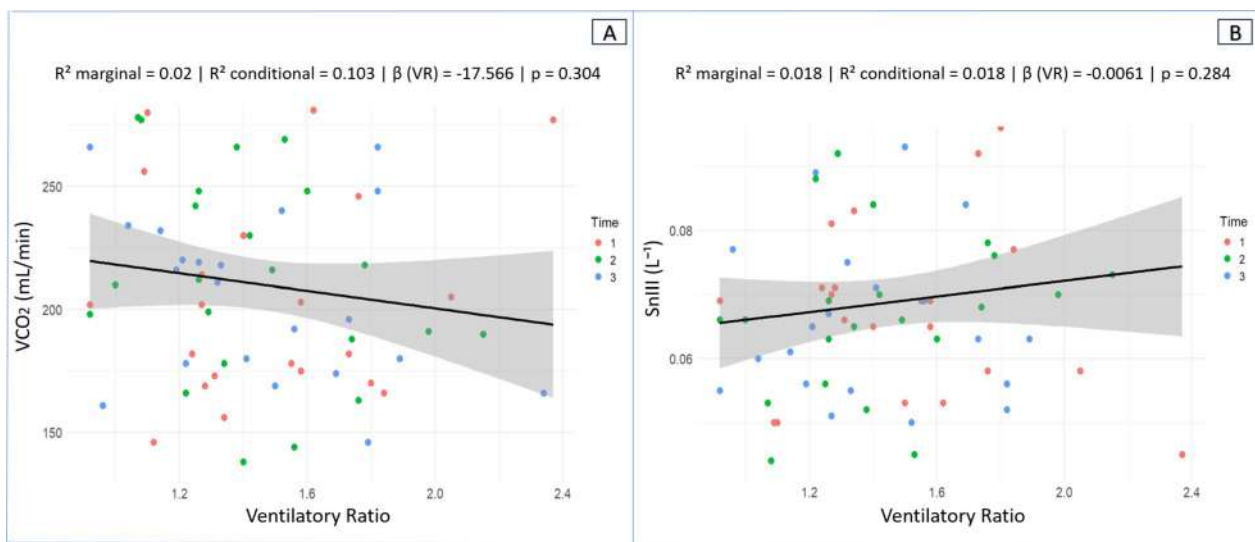 A
R² marginal = 0.02 | R² conditional = 0.103 | β (VR) = -17.566 | p = 0.304
VCO₂ (mL/min)
250
200
150
1.2 1.6 2.0 2.4
Ventilatory Ratio
Time
1
2
3
B
R² marginal = 0.018 | R² conditional = 0.018 | β (VR) = -0.0061 | p = 0.284
SnIII (L⁻¹)
0.08
0.06
1.2 1.6 2.0 2.4
Ventilatory Ratio
Time
1
2
3